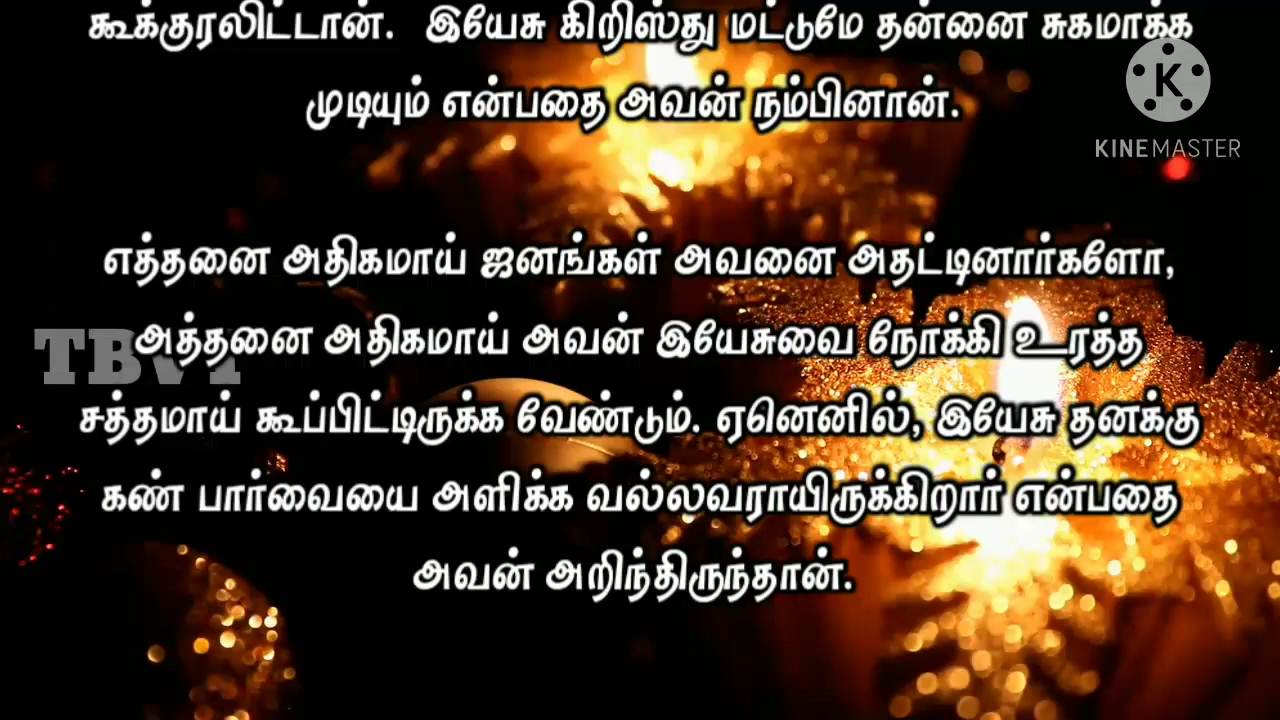 கூக்குரலிட்டான். இயேசு கிறிஸ்து மட்டுமே தன்னை சுகமாக்க
முடியும் என்பதை அவன் நம்பினான்.
K
KINEMASTER
எத்தனை அதிகமாய் ஜனங்கள் அவனை அதட்டினார்களோ,
அத்தனை அதிகமாய் அவன் இயேசுவை நோக்கி உரத்த
சத்தமாய் கூப்பிட்டிருக்க வேண்டும். ஏனெனில், இயேசு தனக்கு
கண் பார்வையை அளிக்க வல்லவராயிருக்கிறார் என்பதை
அவன் அறிந்திருந்தான்.